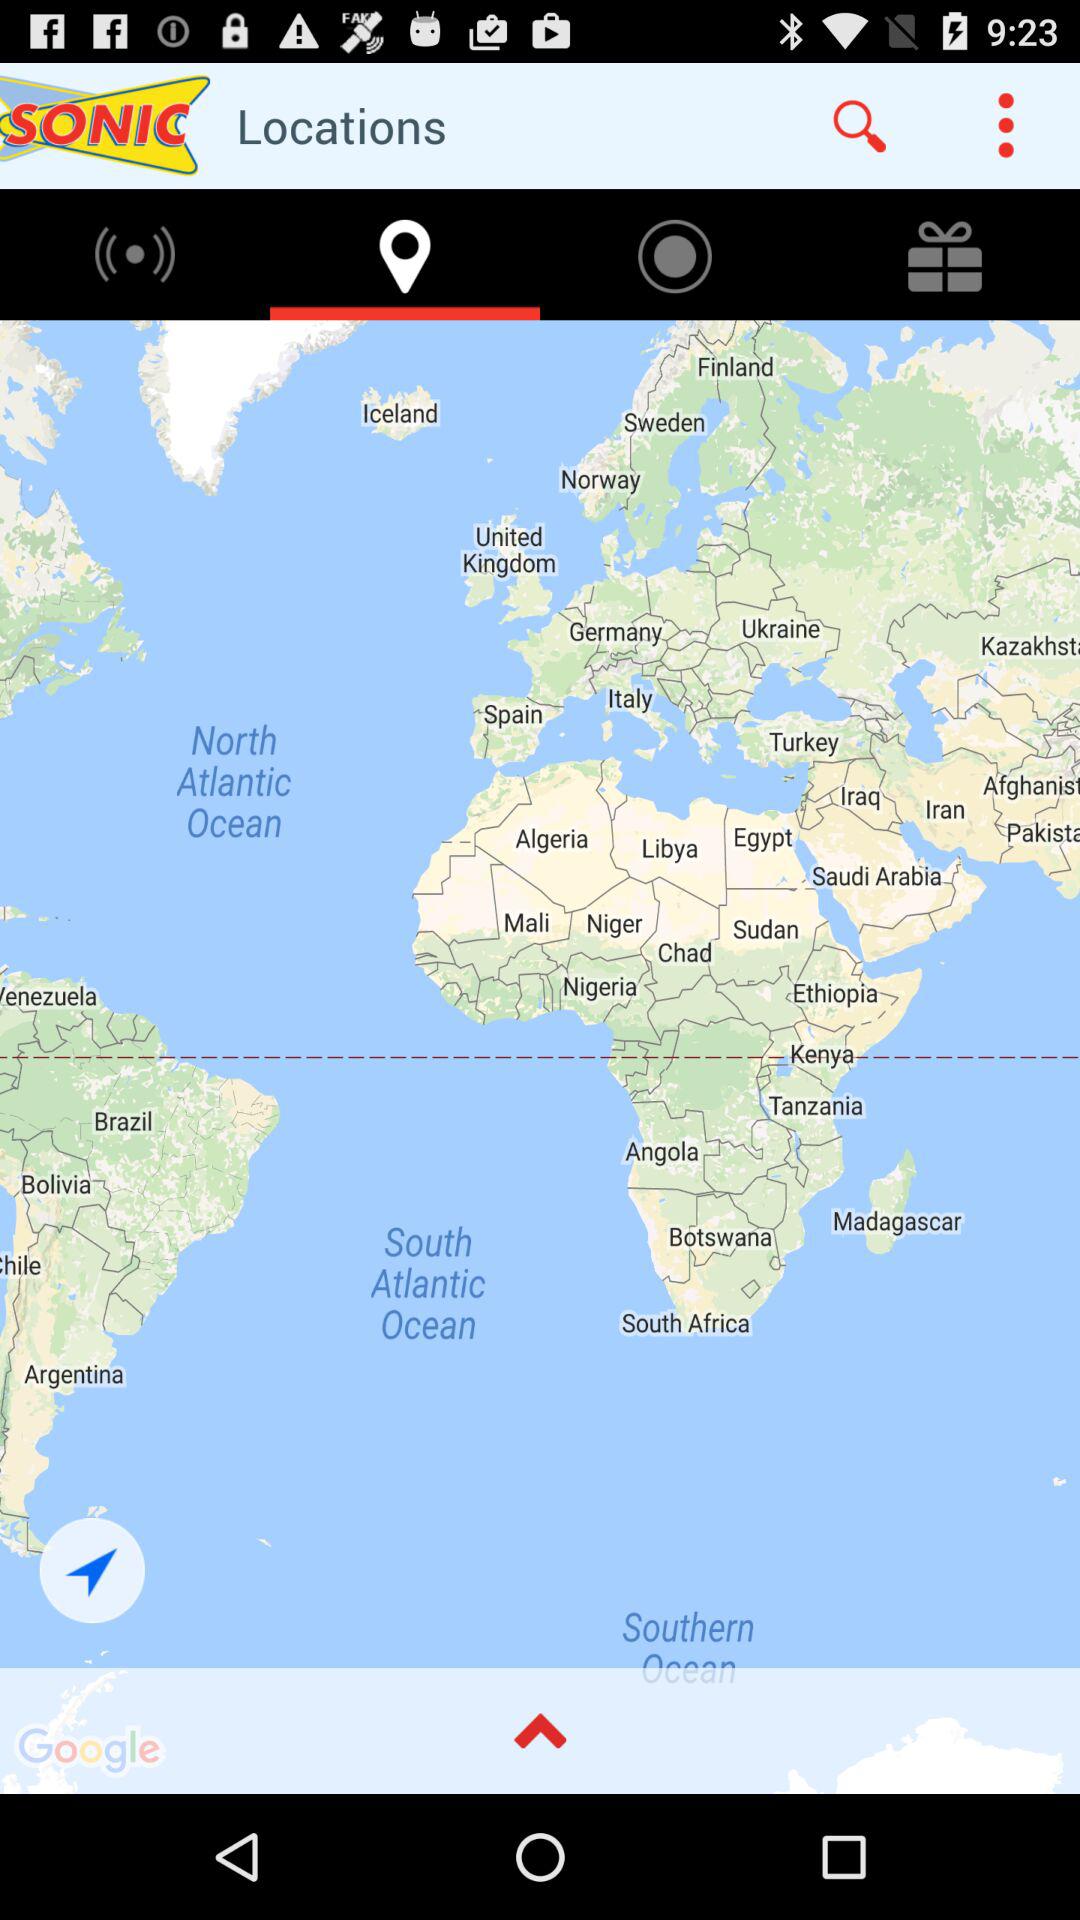 FAKE
9:23
SONIC
Locations
Finland
Iceland
Sweden
Norway
United
Kingdom
Germany
Ukraine
Kazakhsta
Italy
Spain
Turkey
North
Atlantic
Ocean
Iraq
Iran
Afghanist
Pakista
Algeria
Libya
Egypt
Saudi Arabia
Mali
Niger
Sudan
Chad
Nigeria
Ethiopia
Venezuela
Kenya
Tanzania
Brazil
Angola
Bolivia
Madagascar
Botswana
South
Atlantic
Ocean
Chile
South Africa
Argentina
Southern
Ocean
Google